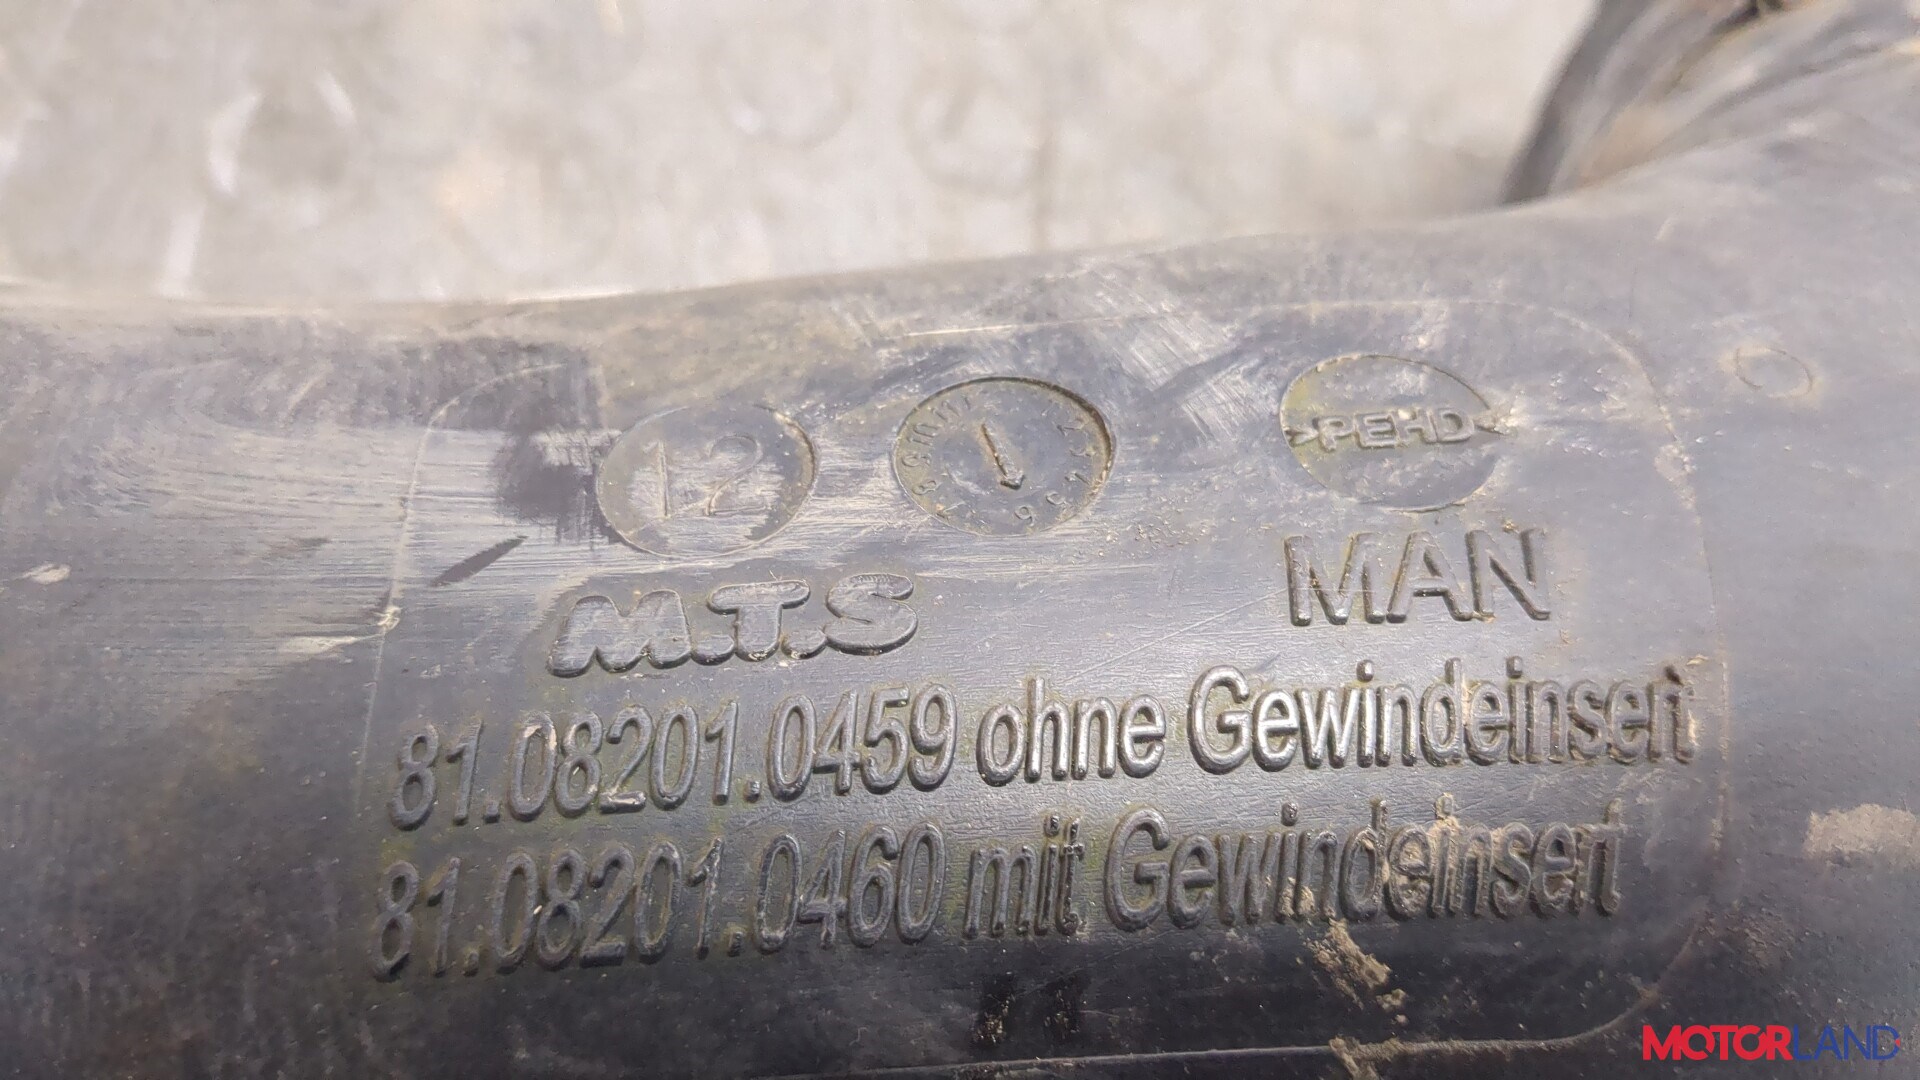 12
>PEHD<
M.T.S
MAN
81.08201.0459 ohne Gewindeinsert
81.08201.0460 mit Gewindeinsert
MOTORLAND